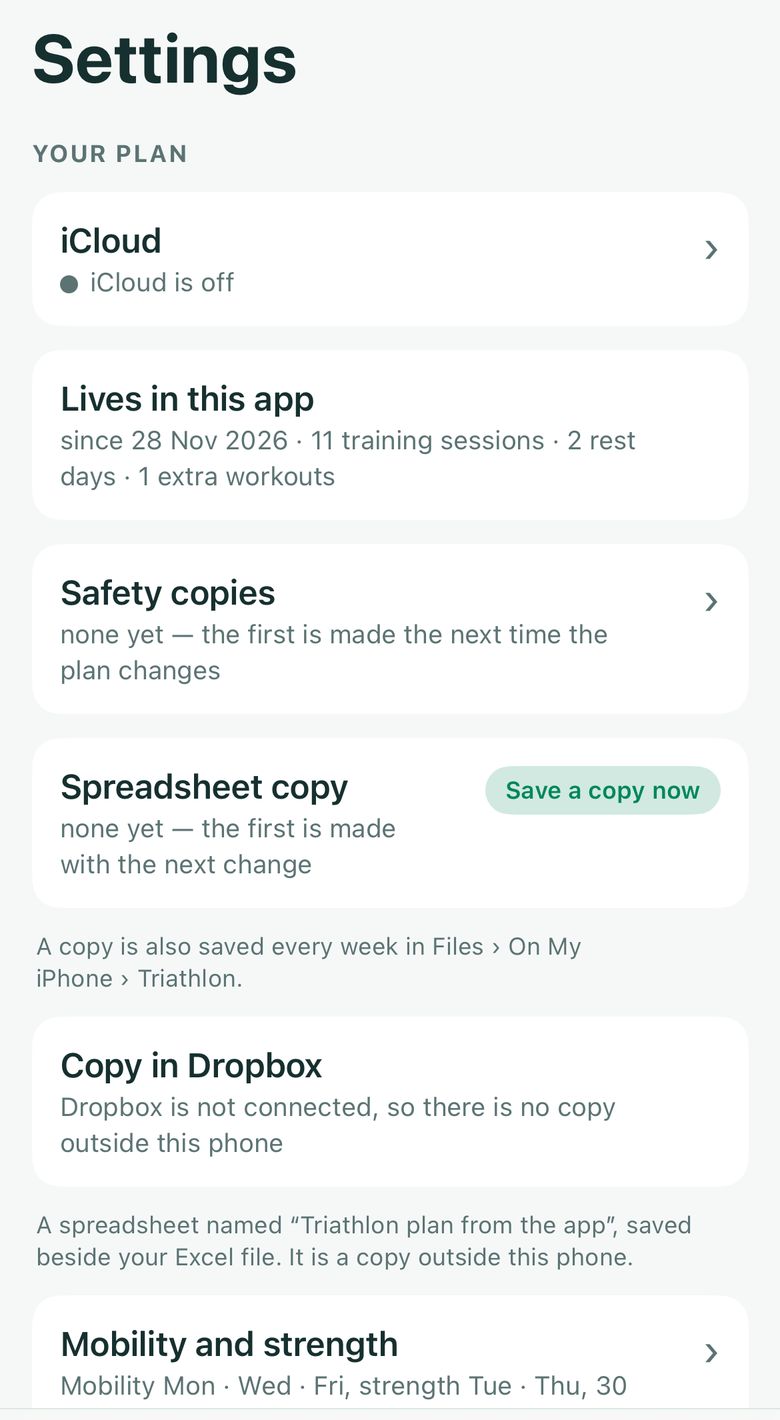 Settings
YOUR PLAN
iCloud
iCloud is off
Lives in this app
since 28 Nov 2026 · 11 training sessions · 2 rest
days · 1 extra workouts
Safety copies
none yet — the first is made the next time the
plan changes
Spreadsheet copy
Save a copy now
none yet — the first is made
with the next change
A copy is also saved every week in Files › On My
iPhone › Triathlon.
Copy in Dropbox
Dropbox is not connected, so there is no copy
outside this phone
A spreadsheet named “Triathlon plan from the app”, saved
beside your Excel file. It is a copy outside this phone.
Mobility and strength
Mobility Mon · Wed · Fri, strength Tue · Thu, 30